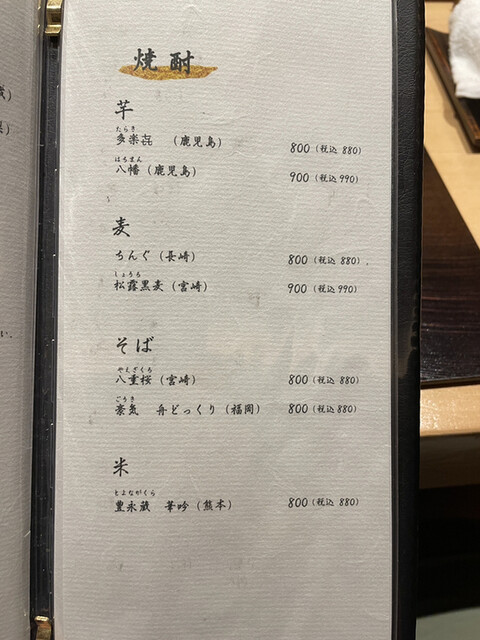 焼酎
芋
たらき
多楽㐂 (鹿児島) 800 (税込 880)
はちまん
八幡 (鹿児島) 900 (税込 990)
麦
ちんぐ (長崎) 800 (税込 880)
しょうろ
松露黒麦 (宮崎) 900 (税込 990)
そば
やえざくら
八重桜 (宮崎) 800 (税込 880)
ごうき
豪気 舟どっくり (福岡) 800 (税込 880)
米
とよながくら
豊永蔵 華吟 (熊本) 800 (税込 880)